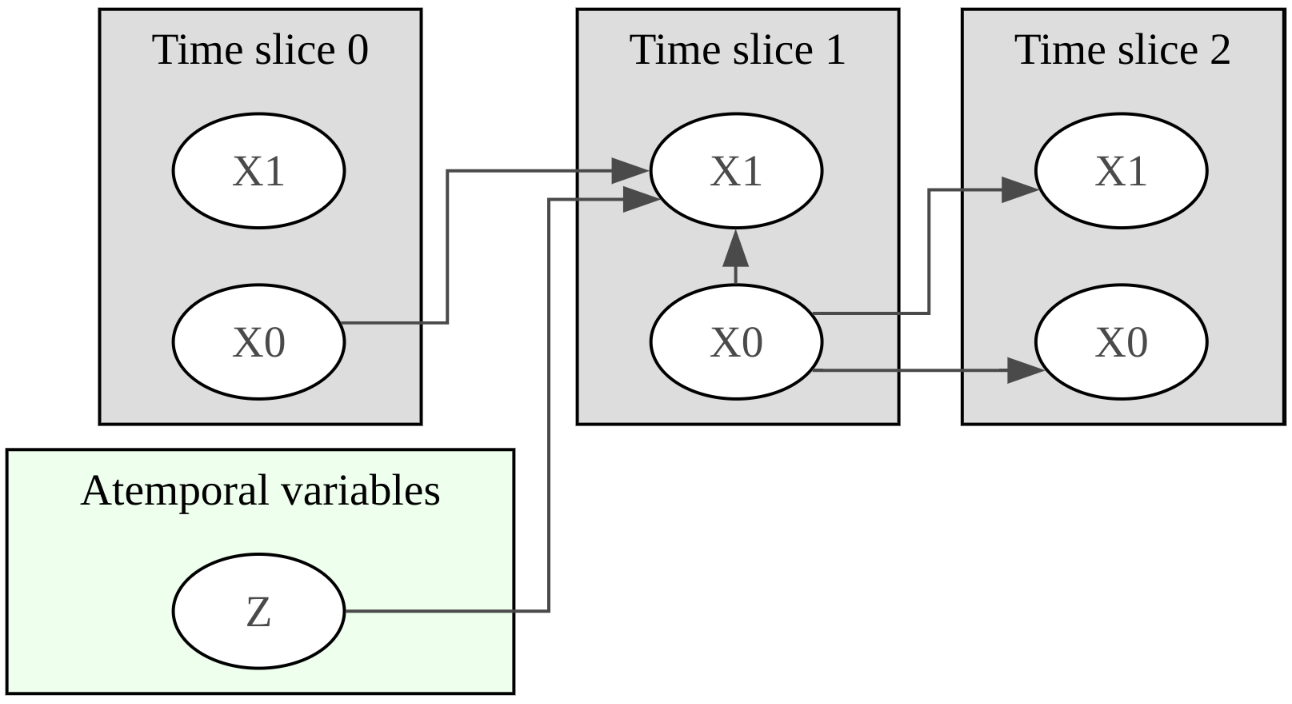 Time slice 0
X1
X0
Time slice 1
X1
X0
Time slice 2
X1
X0
Atemporal variables
Z